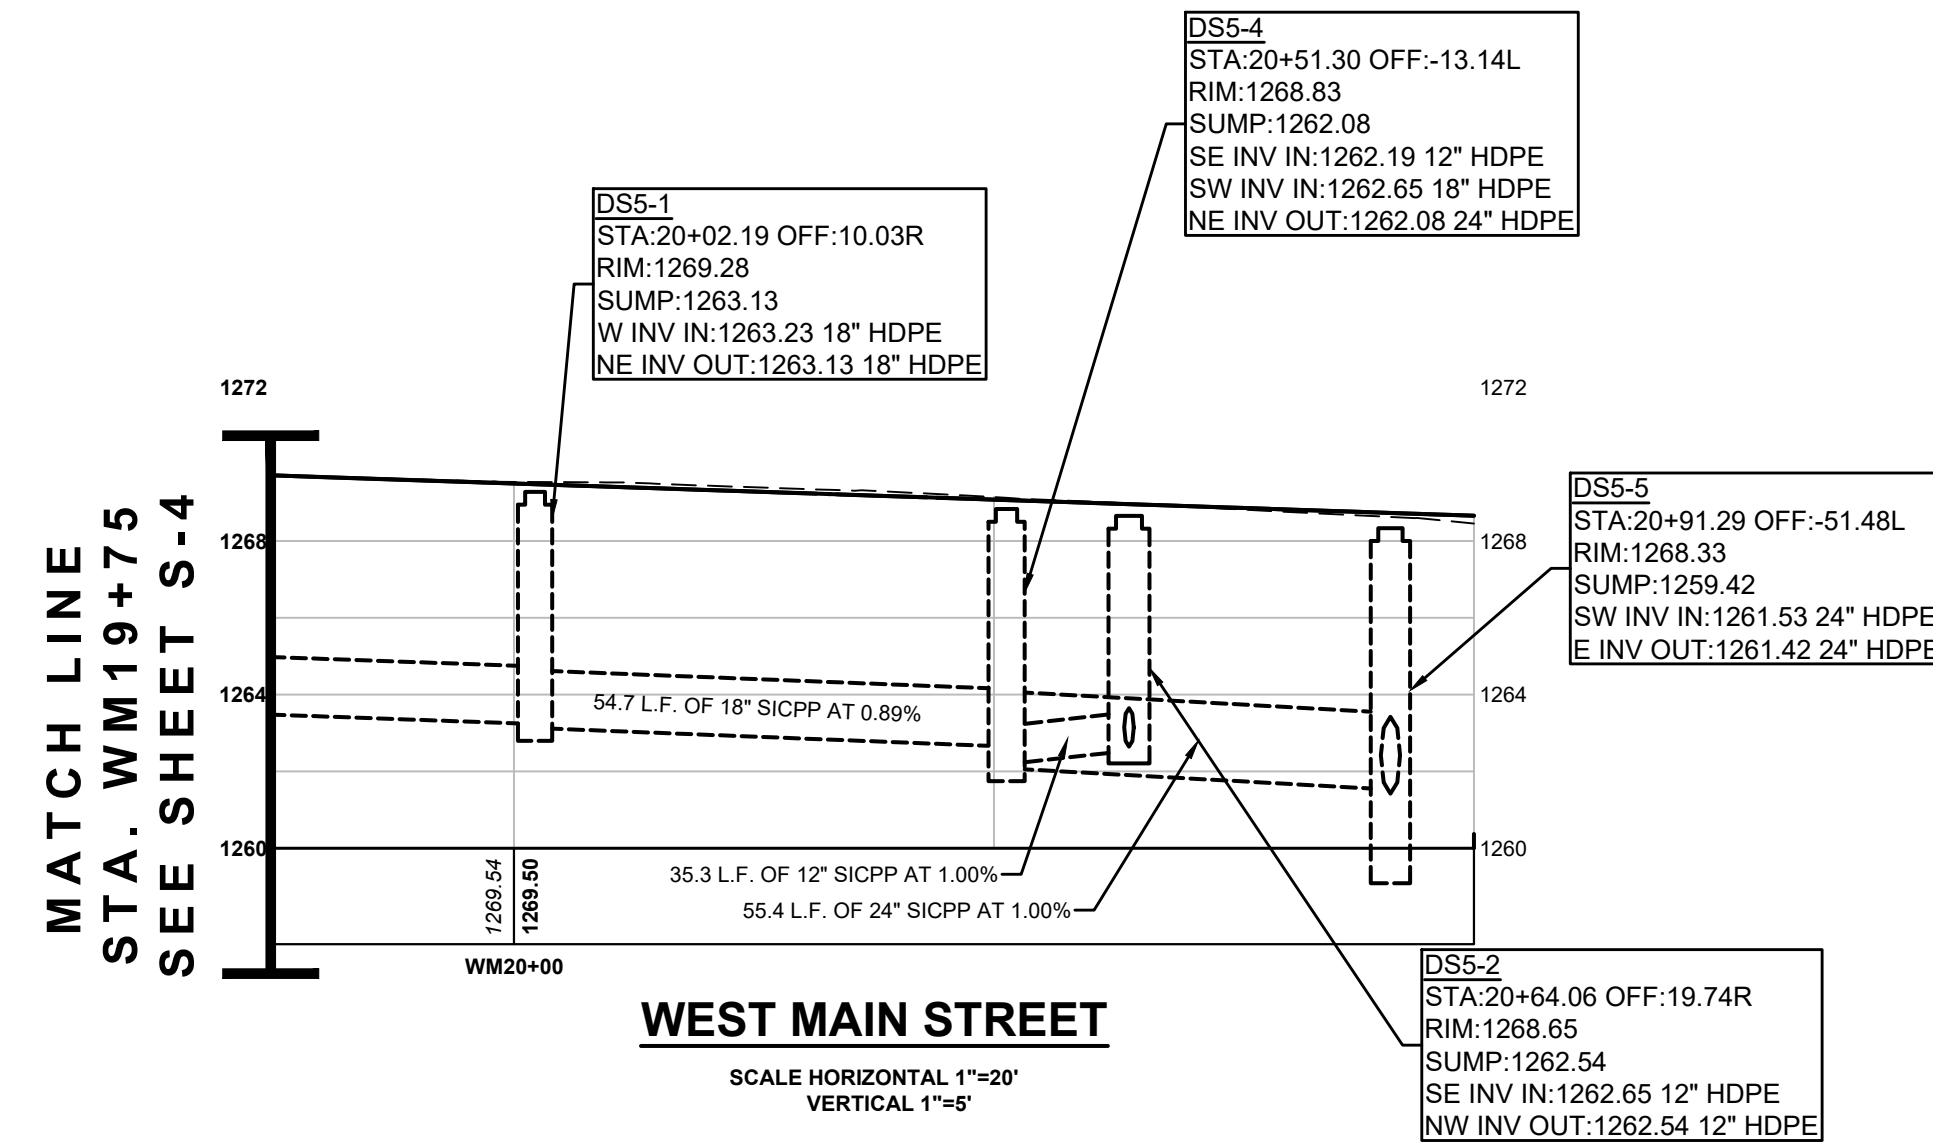 DS5-4
STA:20+51.30 OFF:-13.14L
RIM:1268.83
SUMP:1262.08
SE INV IN:1262.19 12" HDPE
SW INV IN:1262.65 18" HDPE
NE INV OUT:1262.08 24" HDPE
DS5-1
STA:20+02.19 OFF:10.03R
RIM:1269.28
SUMP:1263.13
W INV IN:1263.23 18" HDPE
NE INV OUT:1263.13 18" HDPE
1272
1272
MATCH LINE
STA. WM19+75
SEE SHEET S-4
DS5-5
STA:20+91.29 OFF:-51.48L
RIM:1268.33
SUMP:1259.42
SW INV IN:1261.53 24" HDPE
E INV OUT:1261.42 24" HDPE
1268
1268
1264
1264
54.7 L.F. OF 18" SICPP AT 0.89%
1260
1260
1269.54
1269.50
35.3 L.F. OF 12" SICPP AT 1.00%
55.4 L.F. OF 24" SICPP AT 1.00%
WM20+00
DS5-2
STA:20+64.06 OFF:19.74R
RIM:1268.65
SUMP:1262.54
SE INV IN:1262.65 12" HDPE
NW INV OUT:1262.54 12" HDPE
WEST MAIN STREET
SCALE HORIZONTAL 1"=20'
VERTICAL 1"=5'